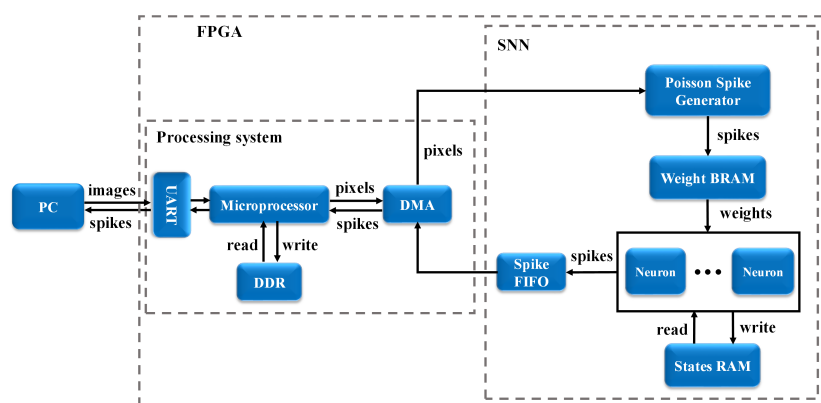 FPGA
SNN
Poisson Spike
Generator
spikes
Processing system
pixels
images
UART
Microprocessor
pixels
DMA
Weight BRAM
PC
spikes
spikes
weights
read
write
DDR
spikes
Spike
FIFO
Neuron
Neuron
read
write
States RAM